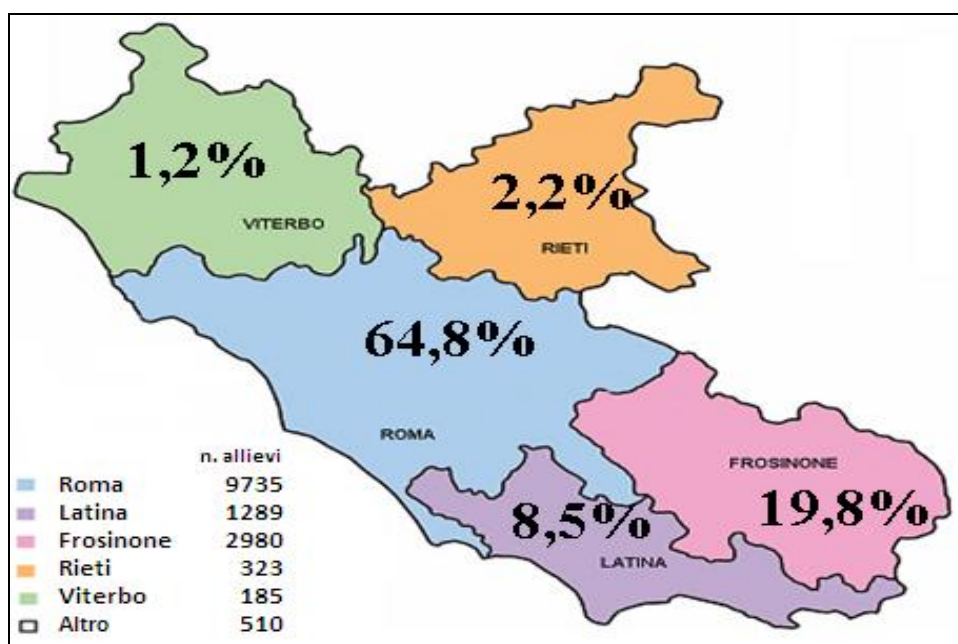 1,2%
VITERBO
2,2%
RIETI
64,8%
ROMA
FROSINONE
19,8%
8,5%
LATINA
n. allievi
Roma 9735
Latina 1289
Frosinone 2980
Rieti 323
Viterbo 185
Altro 510